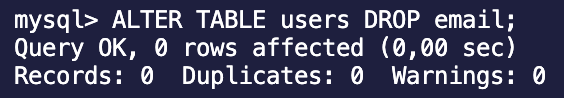 mysql> ALTER TABLE users DROP email;
Query OK, 0 rows affected (0,00 sec)
Records: 0  Duplicates: 0  Warnings: 0